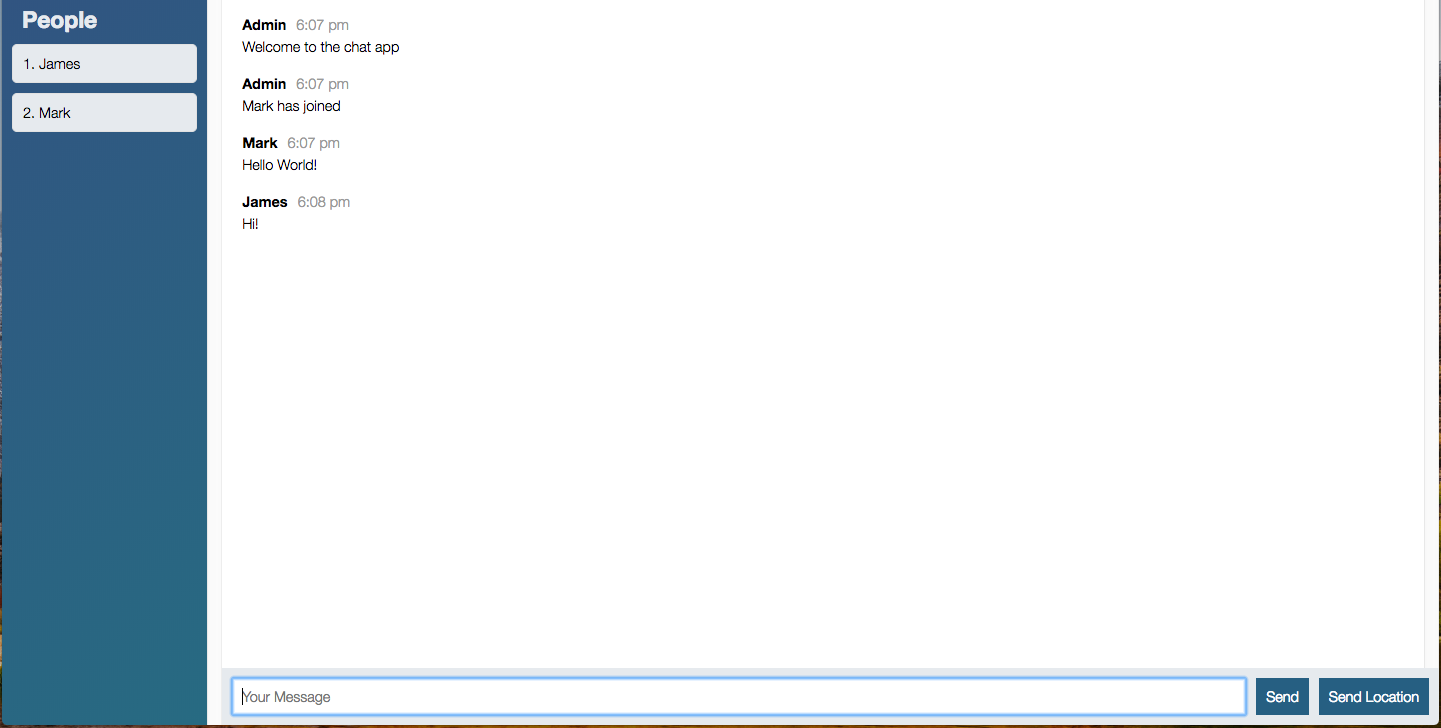 People
1. James
2. Mark
Admin 6:07 pm
Welcome to the chat app
Admin 6:07 pm
Mark has joined
Mark 6:07 pm
Hello World!
James 6:08 pm
Hi!
Your Message
Send
Send Location